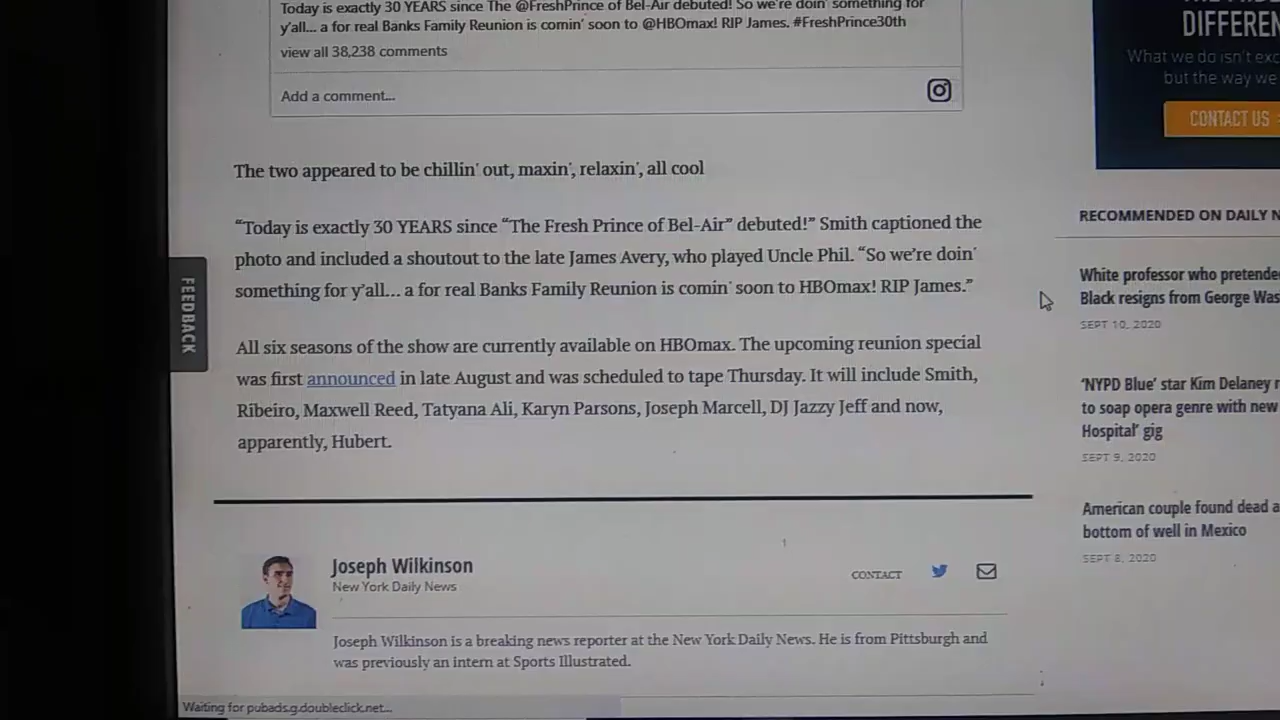 Today is exactly 30 YEARS since The @FreshPrince of Bel-Air debuted! So we're doin' something for
y'all... a for real Banks Family Reunion is comin' soon to @HBOmax! RIP James. #FreshPrince30th
view all 38,238 comments
Add a comment...
The two appeared to be chillin' out, maxin', relaxin', all cool
“Today is exactly 30 YEARS since “The Fresh Prince of Bel-Air” debuted!” Smith captioned the
photo and included a shoutout to the late James Avery, who played Uncle Phil. “So we're doin'
something for y'all... a for real Banks Family Reunion is comin' soon to HBOmax! RIP James.”
All six seasons of the show are currently available on HBOmax. The upcoming reunion special
was first announced in late August and was scheduled to tape Thursday. It will include Smith,
Ribeiro, Maxwell Reed, Tatyana Ali, Karyn Parsons, Joseph Marcell, DJ Jazzy Jeff and now,
apparently, Hubert.
Joseph Wilkinson
New York Daily News
CONTACT
Joseph Wilkinson is a breaking news reporter at the New York Daily News. He is from Pittsburgh and
was previously an intern at Sports Illustrated.
Waiting for pubads.g.doubleclick.net...
FEEDBACK
DIFFEREN
What we do isn't exc
but the way we
CONTACT US
RECOMMENDED ON DAILY N
White professor who pretende
Black resigns from George Was
SEPT 10, 2020
‘NYPD Blue’ star Kim Delaney r
to soap opera genre with new
Hospital’ gig
SEPT 9, 2020
American couple found dead a
bottom of well in Mexico
SEPT 8, 2020